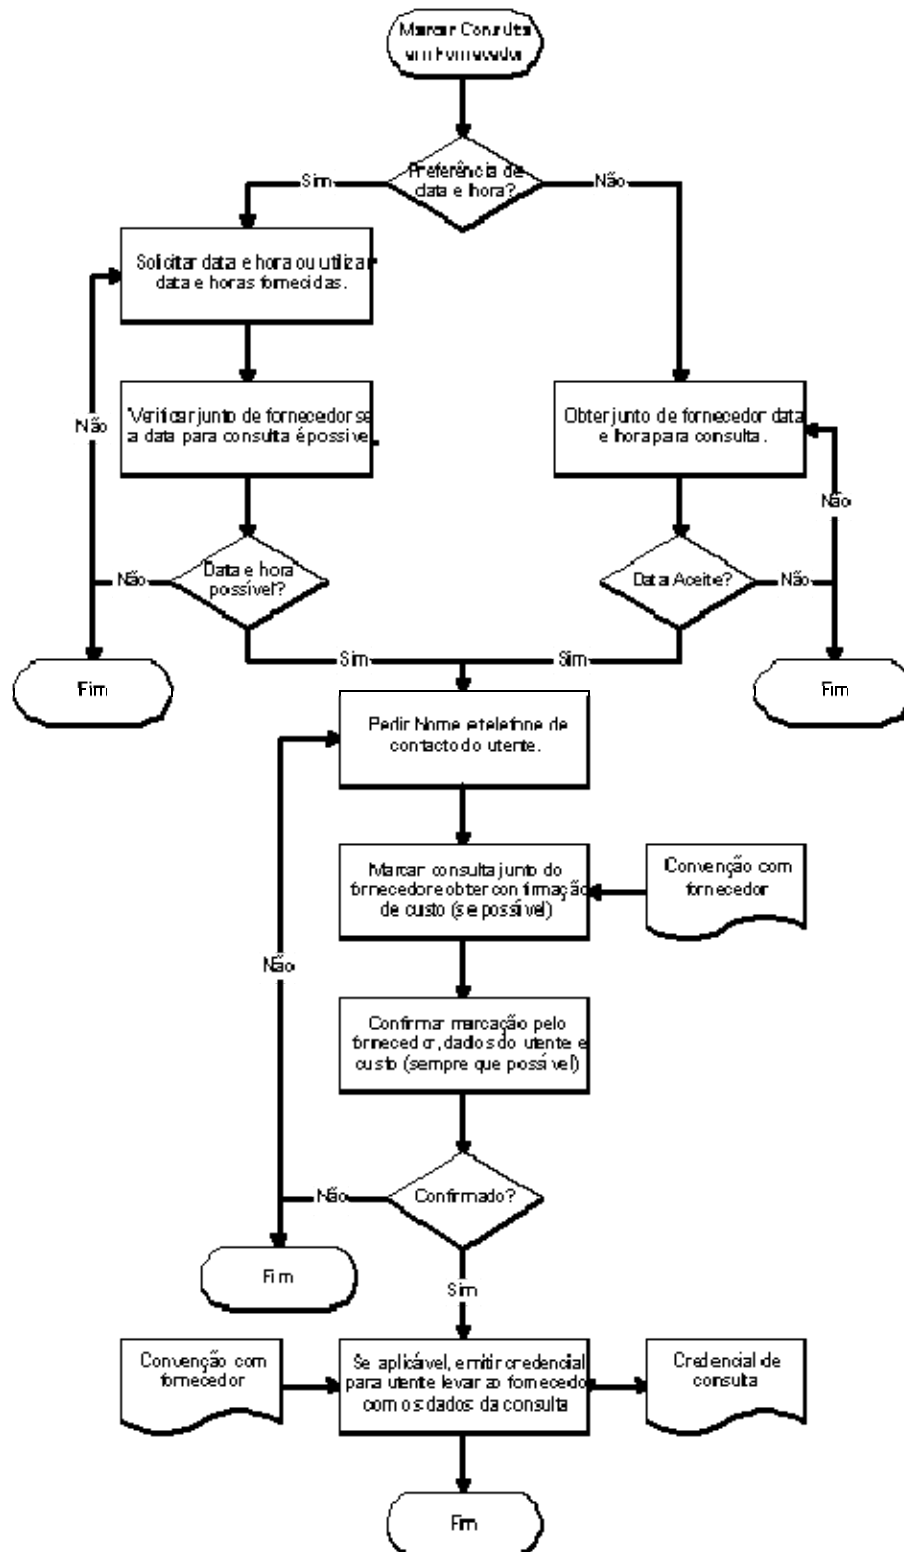 Marcar Consulta
em Fornecedor
Preferência de
data e hora?
Sim
Não
Solicitar data e hora ou utilizar
data e horas fornecidas.
Verificar junto de fornecedor se
a data para consulta é possivel.
Não
Obter junto de fornecedor data
e hora para consulta.
Não
Data e hora
possível?
Não
Data Aceite?
Não
Sim
Sim
Fim
Fim
Pedir Nome e telefone de
contacto do utente.
Marcar consulta junto do
fornecedor e obter confirmação
de custo (se possível)
Convenção com
fornecedor
Não
Confirmar marcação pelo
fornecedor, dados do utente e
custo (sempre que possível)
Confirmado?
Não
Fim
Sim
Convenção com
fornecedor
Se aplicável, emitir credencial
para utente levar ao fornecedor
com os dados da consulta
Credencial de
consulta
Fim